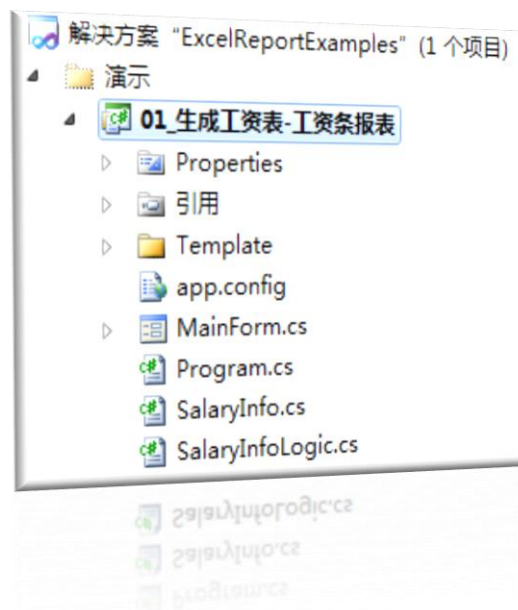 解决方案 “ExcelReportExamples” (1 个项目)
演示
01_生成工资表-工资条报表
Properties
引用
Template
app.config
MainForm.cs
Program.cs
SalaryInfo.cs
SalaryInfoLogic.cs